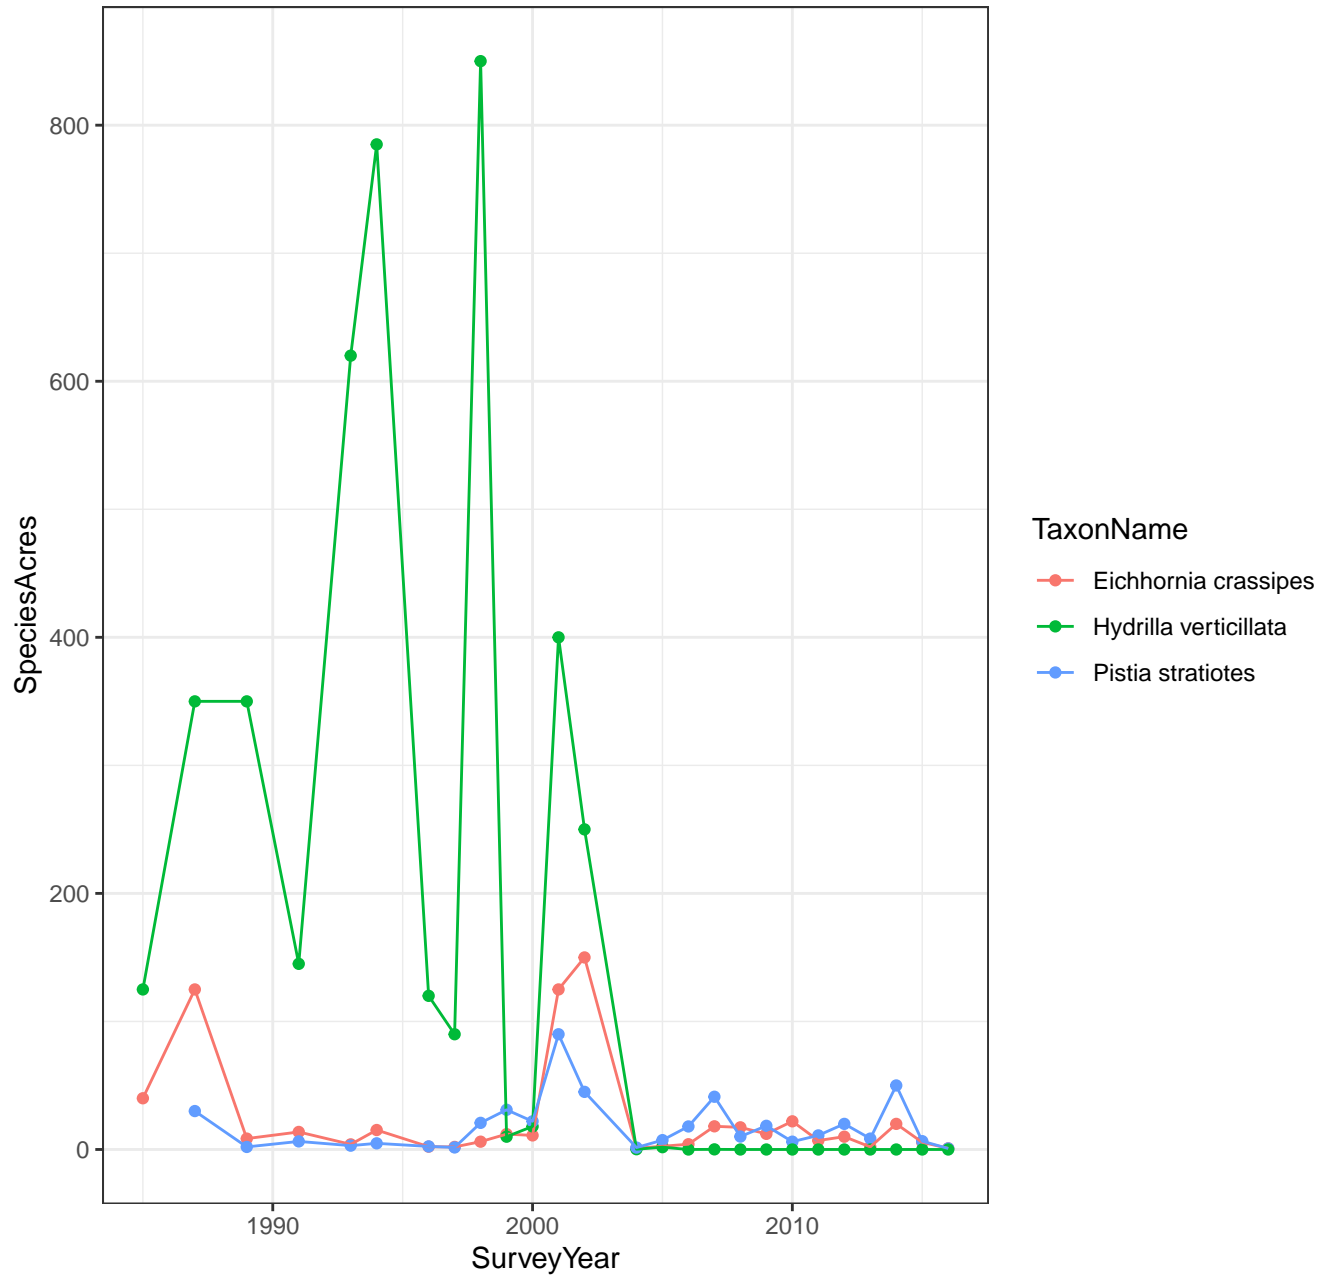 800
600
400
200
0
SpeciesAcres
1990
2000
2010
SurveyYear
TaxonName
Eichhornia crassipes
Hydrilla verticillata
Pistia stratiotes